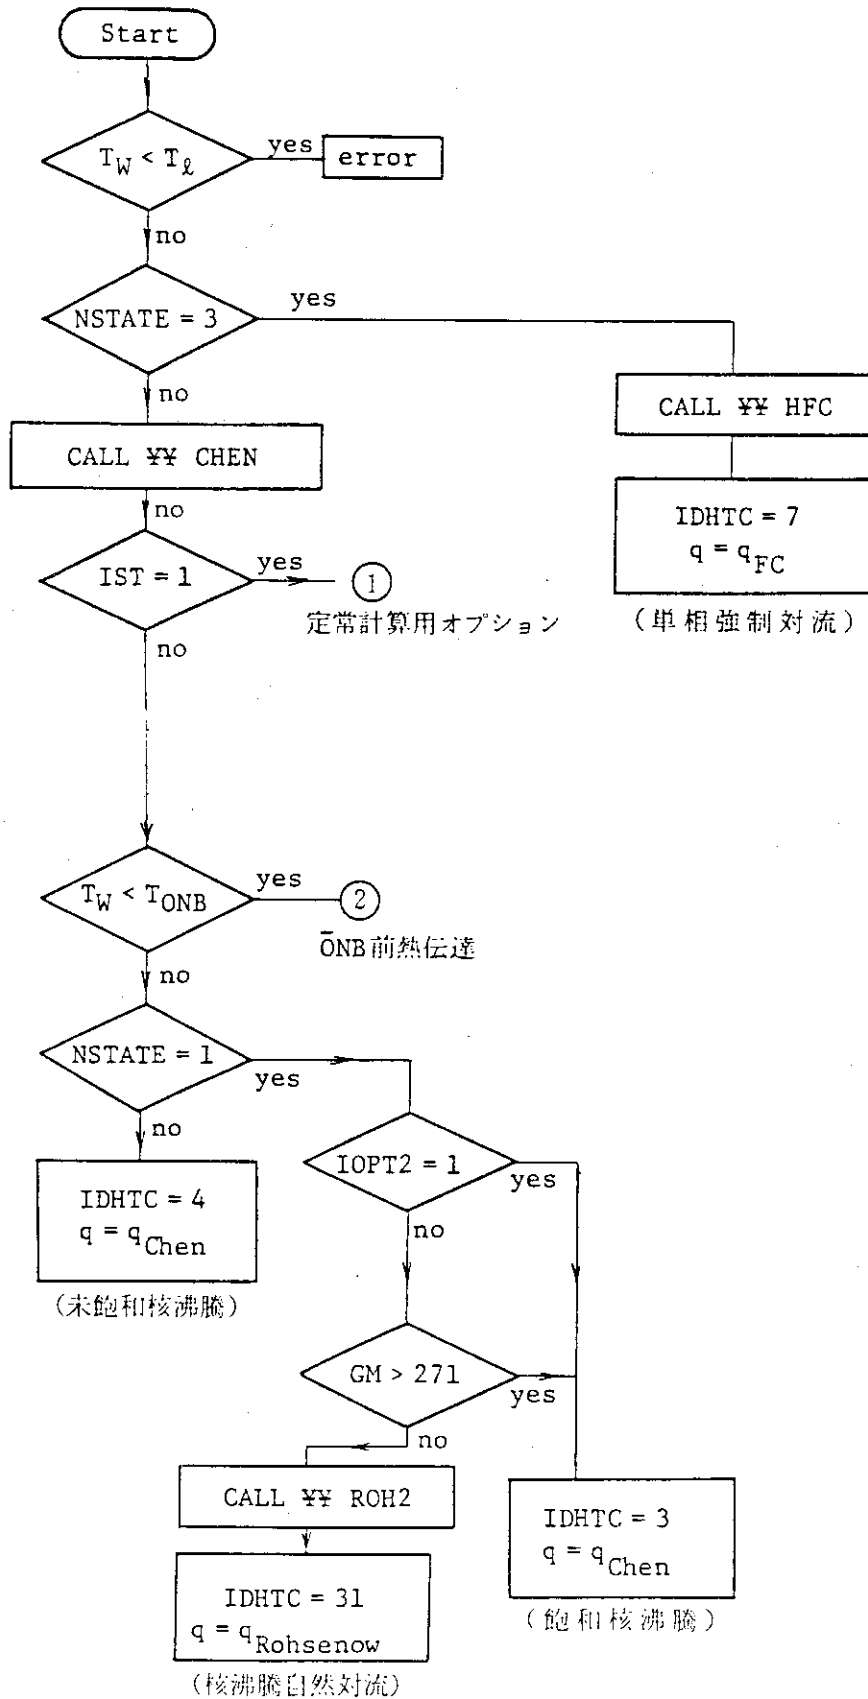 Start
T_W < T_ℓ
yes
error
no
NSTATE = 3
yes
no
CALL ¥¥ HFC
CALL ¥¥ CHEN
no
IDHTC = 7
q = q_FC
(単相強制対流)
IST = 1
yes
①
定常計算用オプション
no
T_W < T_ONB
yes
②
ONB前熱伝達
no
NSTATE = 1
yes
no
IOPT2 = 1
yes
no
IDHTC = 4
q = q_Chen
(未飽和核沸騰)
GM > 271
yes
no
CALL ¥¥ ROH2
IDHTC = 3
q = q_Chen
(飽和核沸騰)
IDHTC = 31
q = q_Rohsenow
(核沸騰自然対流)